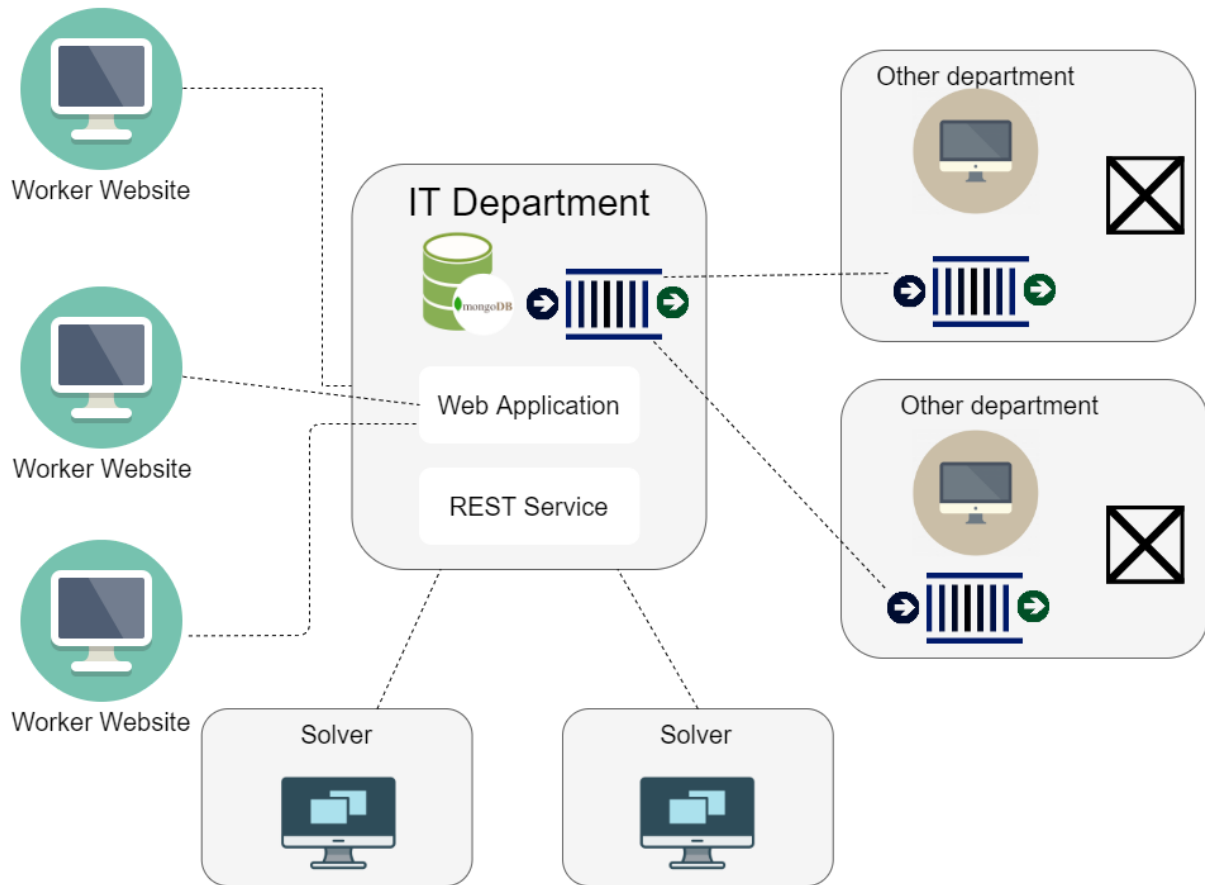 Worker Website
Worker Website
Worker Website
IT Department
mongoDB
Web Application
REST Service
Other department
Other department
Solver
Solver